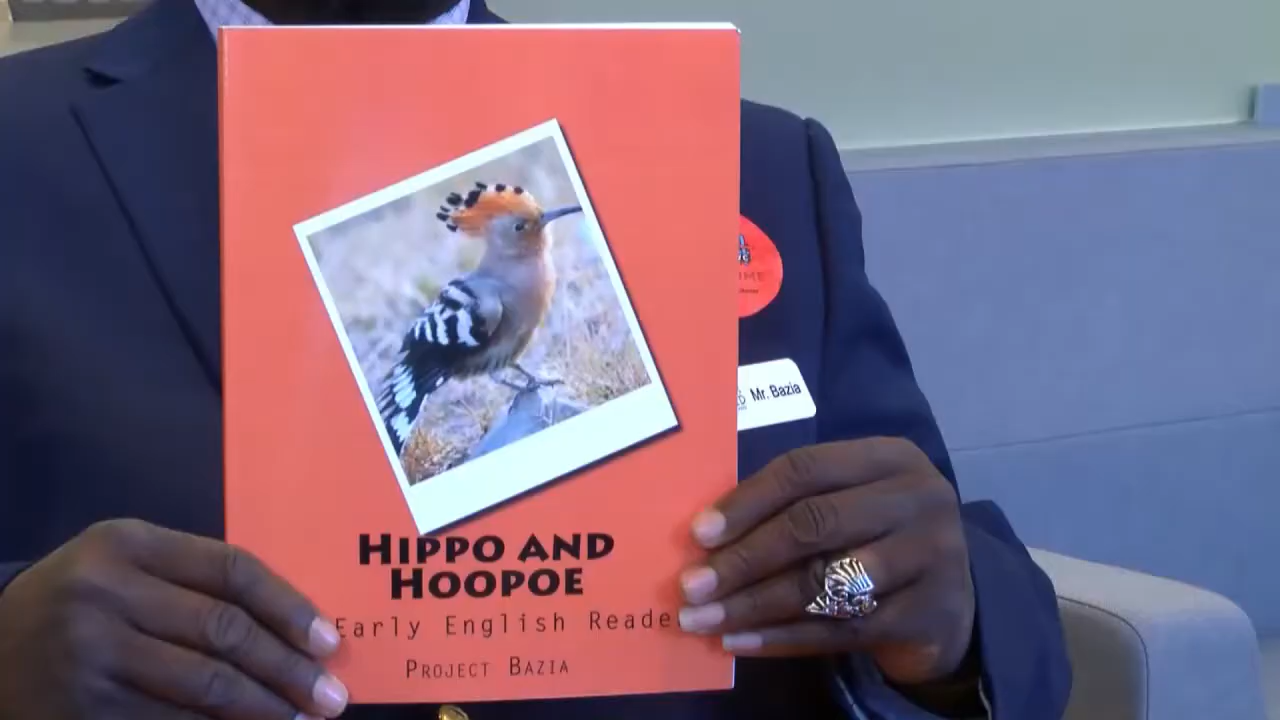 HIPPO AND
HOOPOE
Early English Reade
PROJECT BAZIA
Mr. Bazia